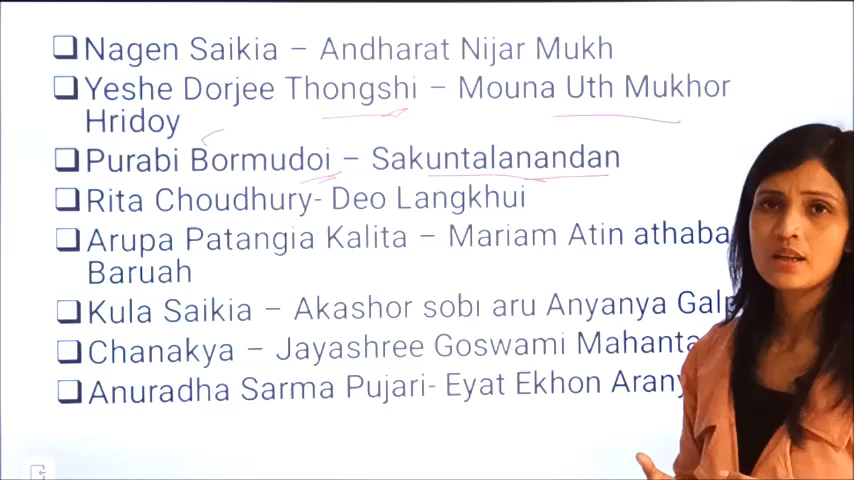 Nagen Saikia – Andharat Nijar Mukh
Yeshe Dorjee Thongshi – Mouna Uth Mukhor
Hridoy
Purabi Bormudoi – Sakuntalanandan
Rita Choudhury- Deo Langkhui
Arupa Patangia Kalita – Mariam Atin athaba
Baruah
Kula Saikia – Akashor sobi aru Anyanya
Chanakya – Jayashree Goswami Mahanta
Anuradha Sarma Pujari- Eyat Ekhon